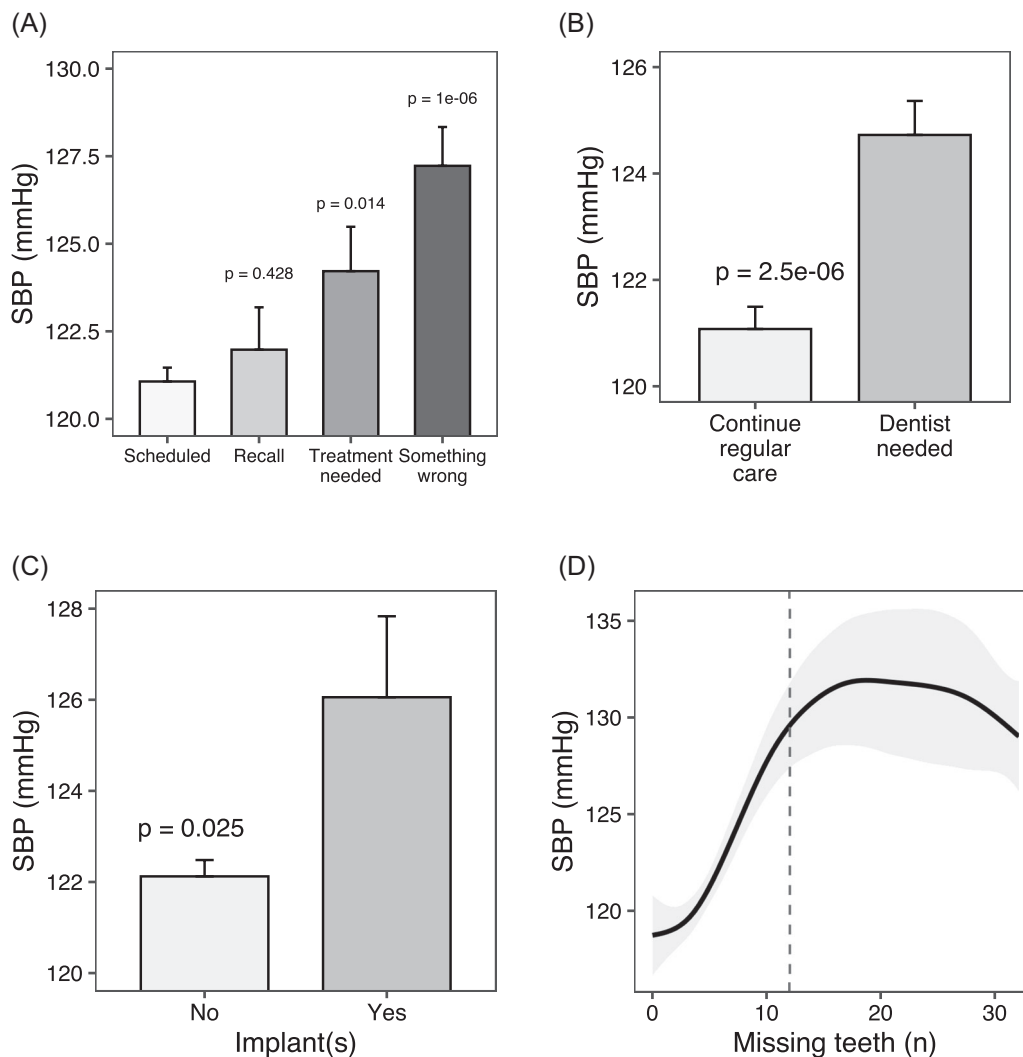 (A)
SBP (mmHg)
130.0
127.5
125.0
122.5
120.0
p = 0.428
p = 0.014
p = 1e-06
Scheduled
Recall
Treatment
needed
Something
wrong
(B)
SBP (mmHg)
126
124
122
120
p = 2.5e-06
Continue
regular
care
Dentist
needed
(C)
SBP (mmHg)
128
126
124
122
120
p = 0.025
No
Yes
Implant(s)
(D)
SBP (mmHg)
135
130
125
120
0
10
20
30
Missing teeth (n)